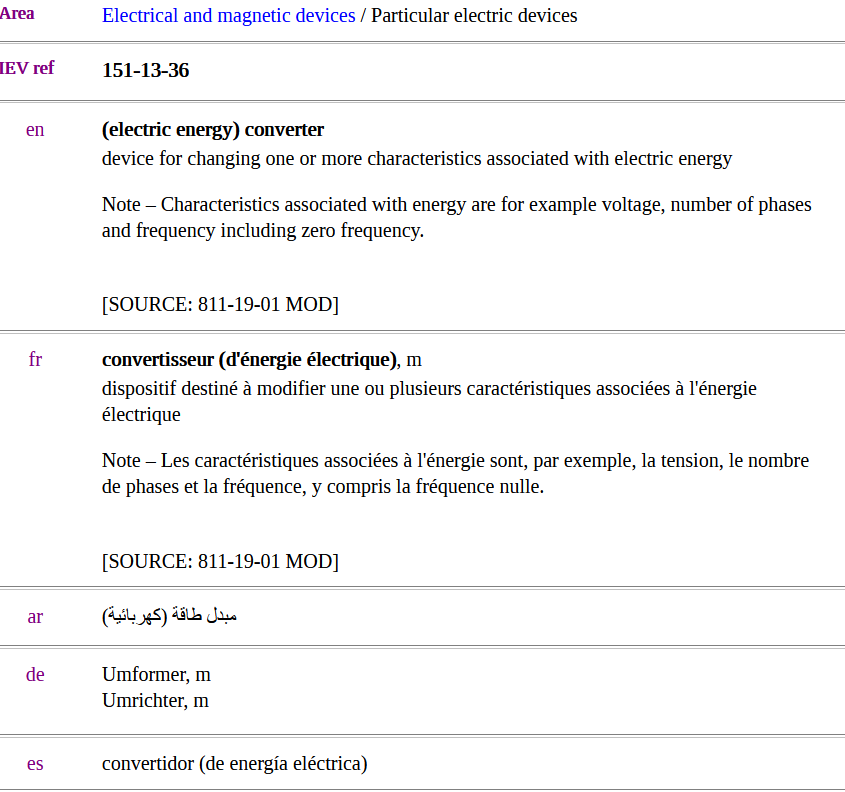 Area
Electrical and magnetic devices / Particular electric devices
IEV ref
151-13-36
en
(electric energy) converter
device for changing one or more characteristics associated with electric energy
Note – Characteristics associated with energy are for example voltage, number of phases
and frequency including zero frequency.
[SOURCE: 811-19-01 MOD]
fr
convertisseur (d'énergie électrique), m
dispositif destiné à modifier une ou plusieurs caractéristiques associées à l'énergie
électrique
Note – Les caractéristiques associées à l'énergie sont, par exemple, la tension, le nombre
de phases et la fréquence, y compris la fréquence nulle.
[SOURCE: 811-19-01 MOD]
ar
مبدل طاقة (كهربائية)
de
Umformer, m
Umrichter, m
es
convertidor (de energía eléctrica)